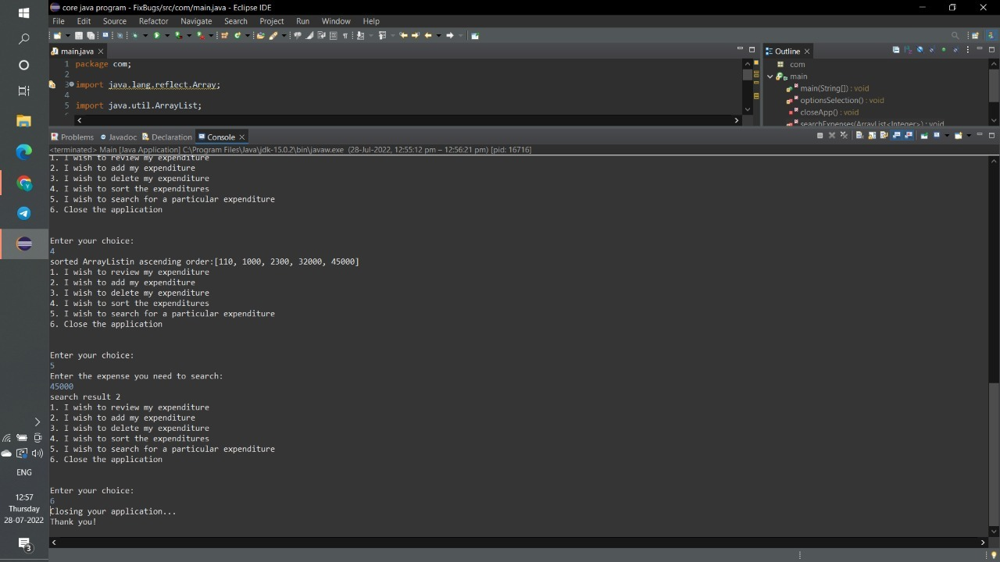 core java program - FixBugs/src/com/main.java - Eclipse IDE
File Edit Source Refactor Navigate Search Project Run Window Help
main.java
1 package com;
2
3 import java.lang.reflect.Array;
4
5 import java.util.ArrayList;
Outline
com
main
main(String[]) : void
optionsSelection() : void
closeApp() : void
searchExpenses(ArrayList<Integer>) : void
Problems Javadoc Declaration Console
<terminated> Main [Java Application] C:\Program Files\Java\jdk-15.0.2\bin\javaw.exe (28-Jul-2022, 12:55:12 pm – 12:56:21 pm) [pid: 16716]
1. I wish to review my expenditure
2. I wish to add my expenditure
3. I wish to delete my expenditure
4. I wish to sort the expenditures
5. I wish to search for a particular expenditure
6. Close the application
Enter your choice:
4
sorted ArrayListin ascending order:[110, 1000, 2300, 32000, 45000]
1. I wish to review my expenditure
2. I wish to add my expenditure
3. I wish to delete my expenditure
4. I wish to sort the expenditures
5. I wish to search for a particular expenditure
6. Close the application
Enter your choice:
5
Enter the expense you need to search:
45000
search result 2
1. I wish to review my expenditure
2. I wish to add my expenditure
3. I wish to delete my expenditure
4. I wish to sort the expenditures
5. I wish to search for a particular expenditure
6. Close the application
Enter your choice:
6
Closing your application...
Thank you!
ENG
12:57
Thursday
28-07-2022
3